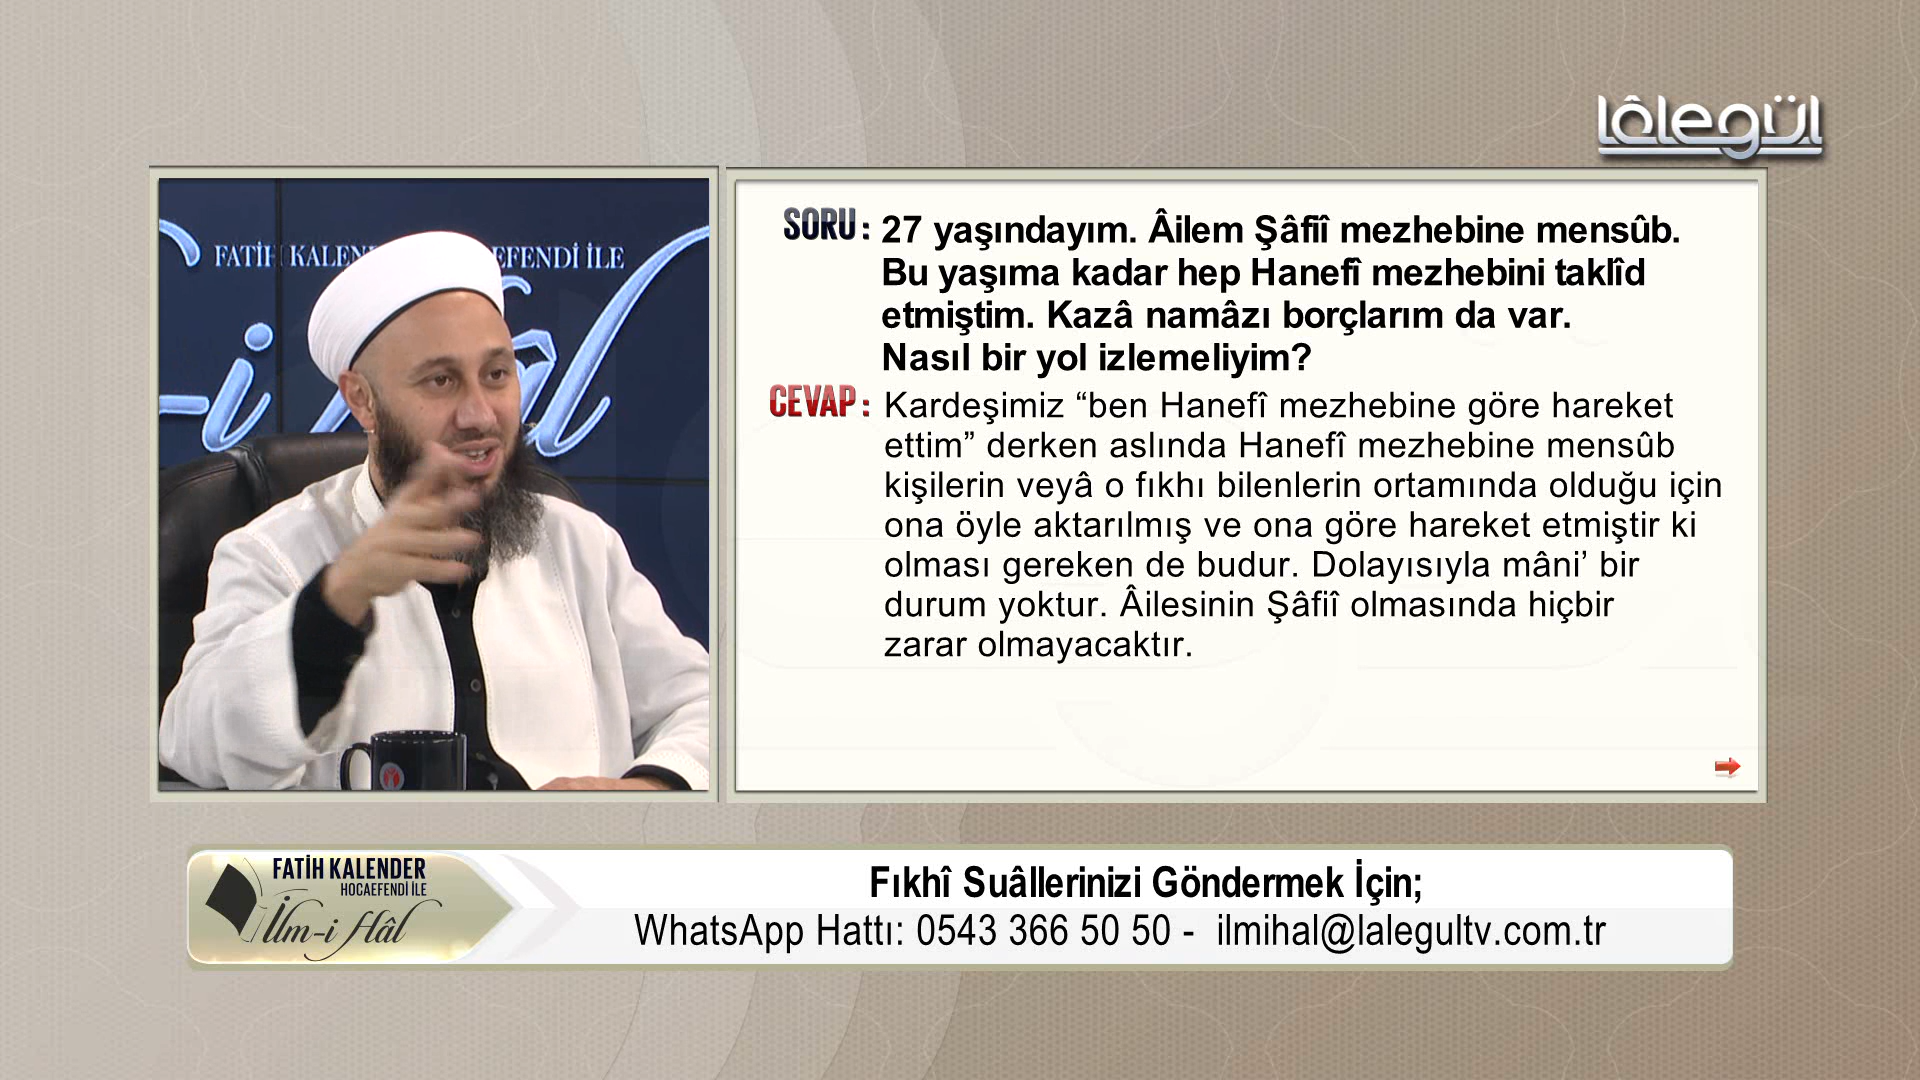 lâlegül
FATİH KALEN
EFENDİ İLE
SORU: 27 yaşındayım. Âilem Şâfiî mezhebine mensûb.
Bu yaşıma kadar hep Hanefî mezhebini taklîd
etmiştim. Kazâ namâzı borçlarım da var.
Nasıl bir yol izlemeliyim?
CEVAP: Kardeşimiz “ben Hanefî mezhebine göre hareket
ettim” derken aslında Hanefî mezhebine mensûb
kişilerin veyâ o fıkhı bilenlerin ortamında olduğu için
ona öyle aktarılmış ve ona göre hareket etmiştir ki
olması gereken de budur. Dolayısıyla mâni’ bir
durum yoktur. Âilesinin Şâfiî olmasında hiçbir
zarar olmayacaktır.
FATİH KALENDER
HOCAEFENDİ İLE
İlm-i Hâl
Fıkhî Suâllerinizi Göndermek İçin;
WhatsApp Hattı: 0543 366 50 50 - ilmihal@lalegultv.com.tr